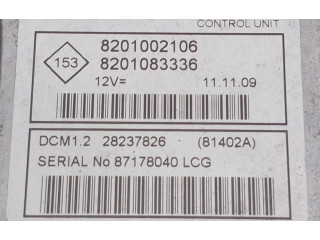 CONTROL UNIT
153
8201002106
8201083336
12V= 11.11.09
DCM1.2 28237826 (81402A)
SERIAL No 87178040 LCG